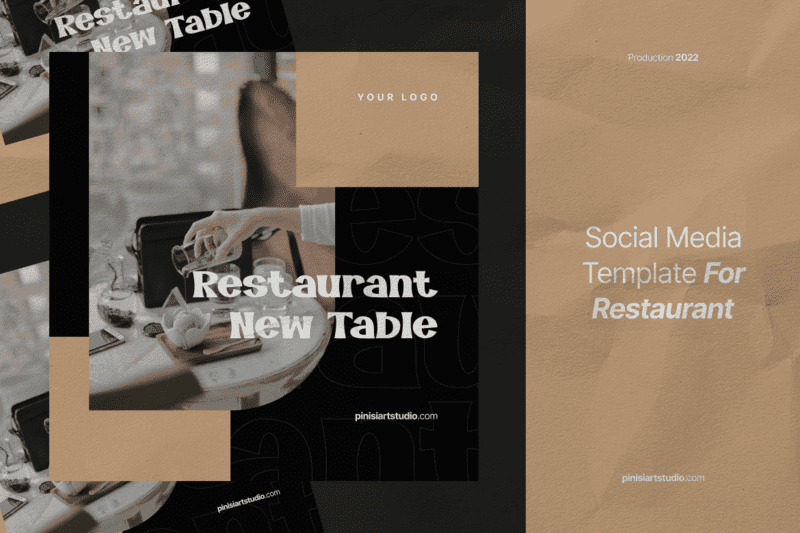 Restaurant
New Table
YOUR LOGO
Restaurant
New Table
pinisiartstudio.com
pinisiartstudio.com
Production 2022
Social Media
Template For
Restaurant
pinisiartstudio.com